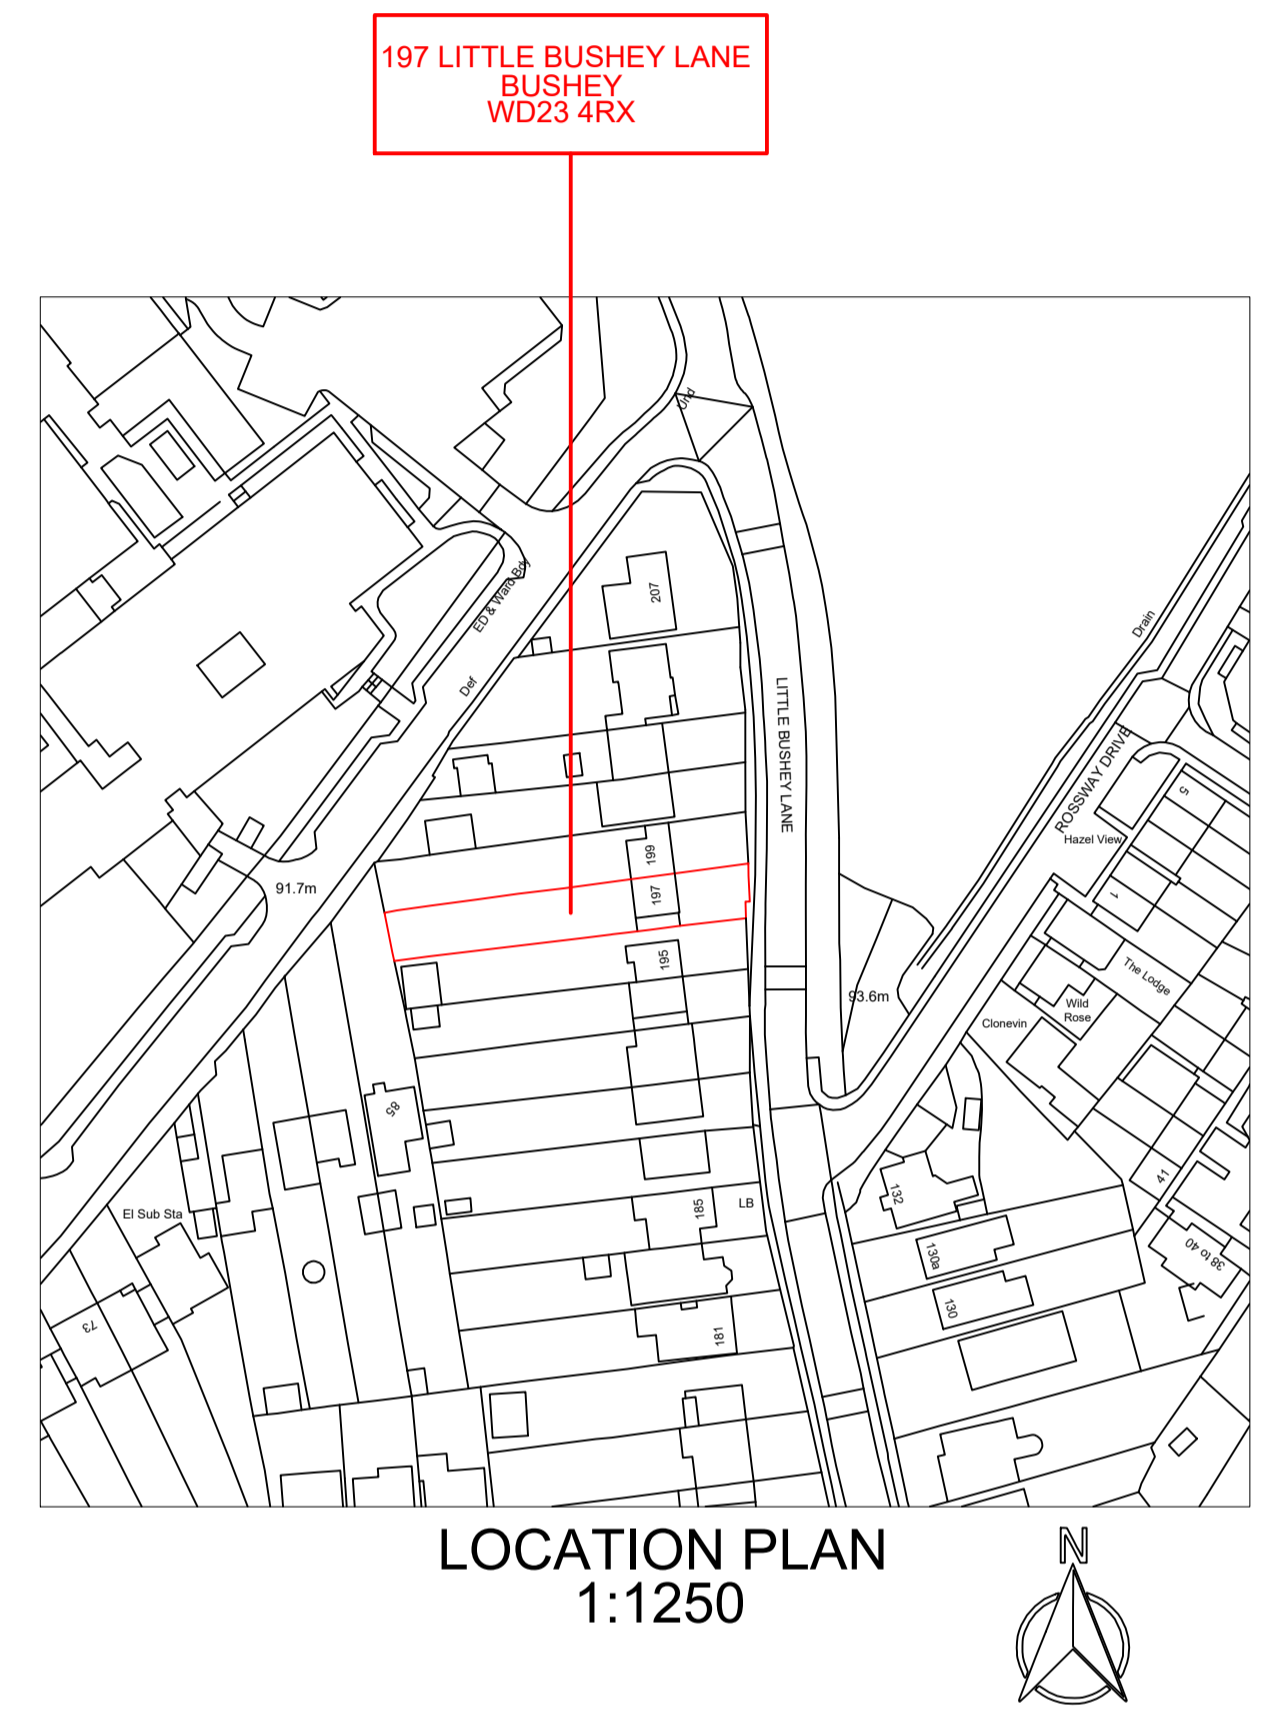 197 LITTLE BUSHEY LANE
BUSHEY
WD23 4RX
Und
207
ED & Ward Bdy
Def
Drain
LITTLE BUSHEY LANE
ROSSWAY DRIVE
5
Hazel View
199
91.7m
197
1
195
The Lodge
93.6m
Wild
Rose
Clonevin
85
41
132
El Sub Sta
185
LB
130a
38 to 40
130
73
181
LOCATION PLAN
1:1250
N